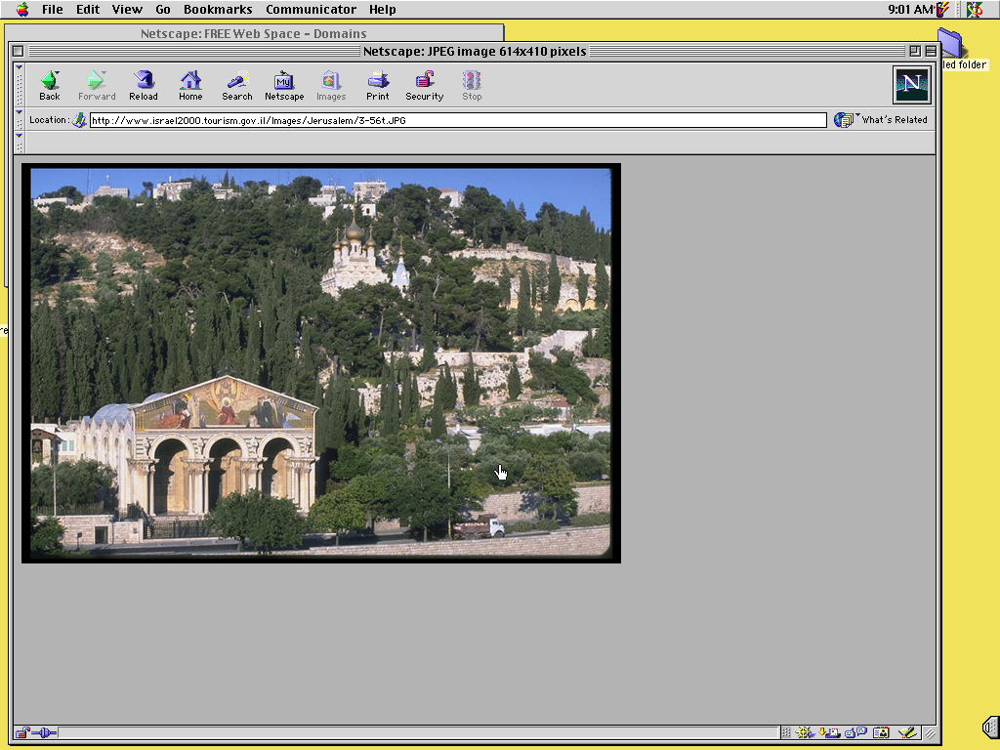 File Edit View Go Bookmarks Communicator Help 9:01 AM
Netscape: FREE Web Space - Domains
Netscape: JPEG image 614x410 pixels
led folder
Back Forward Reload Home Search Netscape Images Print Security Stop
My
N
Location: http://www.israel2000.tourism.gov.il/Images/Jerusalem/3-56t.JPG What's Related
re